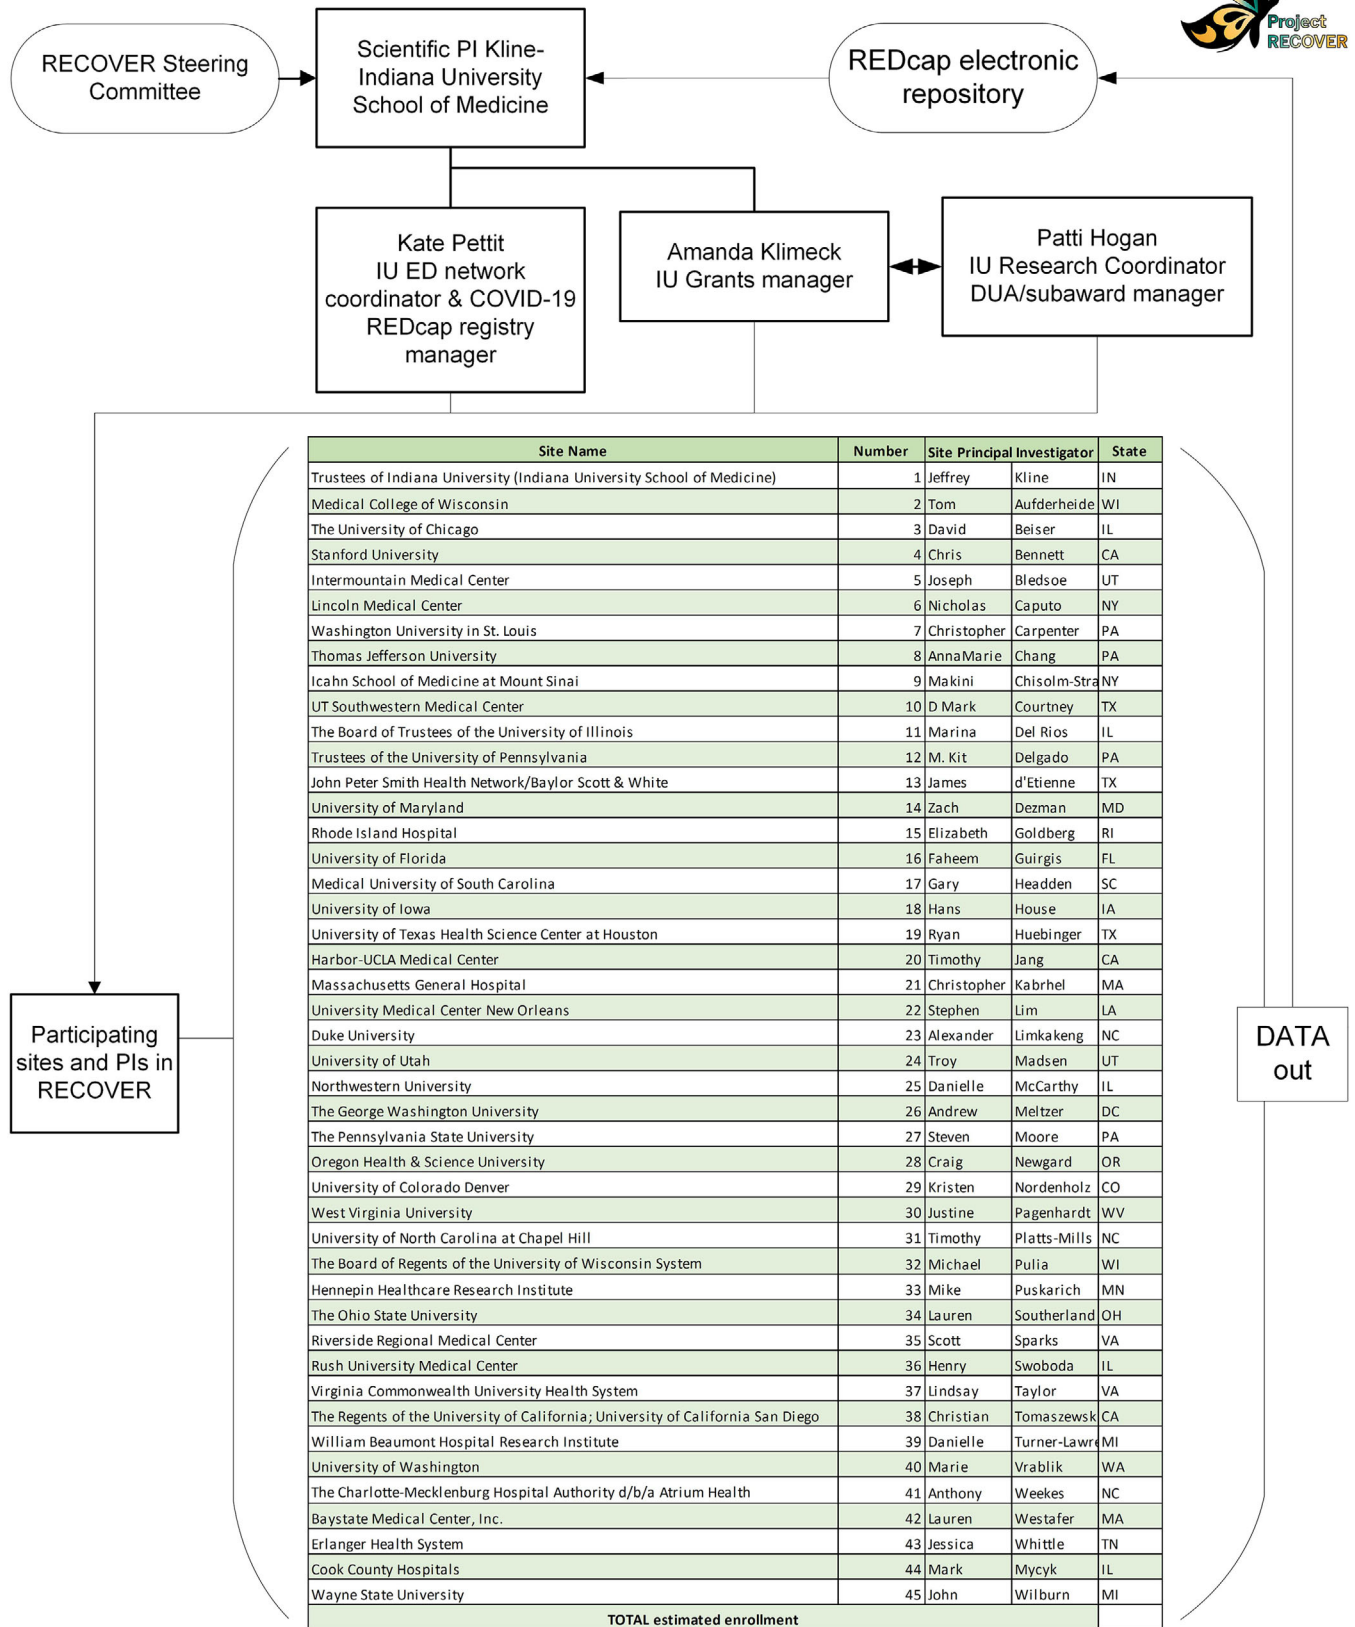 Project
RECOVER
RECOVER Steering
Committee
Scientific PI Kline-
Indiana University
School of Medicine
REDcap electronic
repository
Kate Pettit
IU ED network
coordinator & COVID-19
REDcap registry
manager
Amanda Klimeck
IU Grants manager
Patti Hogan
IU Research Coordinator
DUA/subaward manager
Participating
sites and PIs in
RECOVER
Site Name Number Site Principal Investigator State
Trustees of Indiana University (Indiana University School of Medicine) 1 Jeffrey Kline IN
Medical College of Wisconsin 2 Tom Aufderheide WI
The University of Chicago 3 David Beiser IL
Stanford University 4 Chris Bennett CA
Intermountain Medical Center 5 Joseph Bledsoe UT
Lincoln Medical Center 6 Nicholas Caputo NY
Washington University in St. Louis 7 Christopher Carpenter PA
Thomas Jefferson University 8 AnnaMarie Chang PA
Icahn School of Medicine at Mount Sinai 9 Makini Chisolm-Stra NY
UT Southwestern Medical Center 10 D Mark Courtney TX
The Board of Trustees of the University of Illinois 11 Marina Del Rios IL
Trustees of the University of Pennsylvania 12 M. Kit Delgado PA
John Peter Smith Health Network/Baylor Scott & White 13 James d'Etienne TX
University of Maryland 14 Zach Dezman MD
Rhode Island Hospital 15 Elizabeth Goldberg RI
University of Florida 16 Faheem Guirgis FL
Medical University of South Carolina 17 Gary Headden SC
University of Iowa 18 Hans House IA
University of Texas Health Science Center at Houston 19 Ryan Huebinger TX
Harbor-UCLA Medical Center 20 Timothy Jang CA
Massachusetts General Hospital 21 Christopher Kabrhel MA
University Medical Center New Orleans 22 Stephen Lim LA
Duke University 23 Alexander Limkakeng NC
University of Utah 24 Troy Madsen UT
Northwestern University 25 Danielle McCarthy IL
The George Washington University 26 Andrew Meltzer DC
The Pennsylvania State University 27 Steven Moore PA
Oregon Health & Science University 28 Craig Newgard OR
University of Colorado Denver 29 Kristen Nordenholz CO
West Virginia University 30 Justine Pagenhardt WV
University of North Carolina at Chapel Hill 31 Timothy Platts-Mills NC
The Board of Regents of the University of Wisconsin System 32 Michael Pulia WI
Hennepin Healthcare Research Institute 33 Mike Puskarich MN
The Ohio State University 34 Lauren Southerland OH
Riverside Regional Medical Center 35 Scott Sparks VA
Rush University Medical Center 36 Henry Swoboda IL
Virginia Commonwealth University Health System 37 Lindsay Taylor VA
The Regents of the University of California; University of California San Diego 38 Christian Tomaszewsk CA
William Beaumont Hospital Research Institute 39 Danielle Turner-Lawre MI
University of Washington 40 Marie Vrablik WA
The Charlotte-Mecklenburg Hospital Authority d/b/a Atrium Health 41 Anthony Weekes NC
Baystate Medical Center, Inc. 42 Lauren Westafer MA
Erlanger Health System 43 Jessica Whittle TN
Cook County Hospitals 44 Mark Mycyk IL
Wayne State University 45 John Wilburn MI
TOTAL estimated enrollment
DATA
out